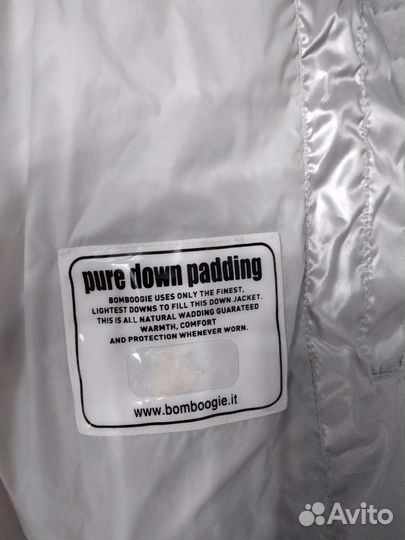 pure down padding
BOMBOOGIE USES ONLY THE FINEST,
LIGHTEST DOWNS TO FILL THIS DOWN JACKET.
THIS IS ALL NATURAL WADDING GUARATEED
WARMTH, COMFORT
AND PROTECTION WHENEVER WORN.
www.bomboogie.it
Avito